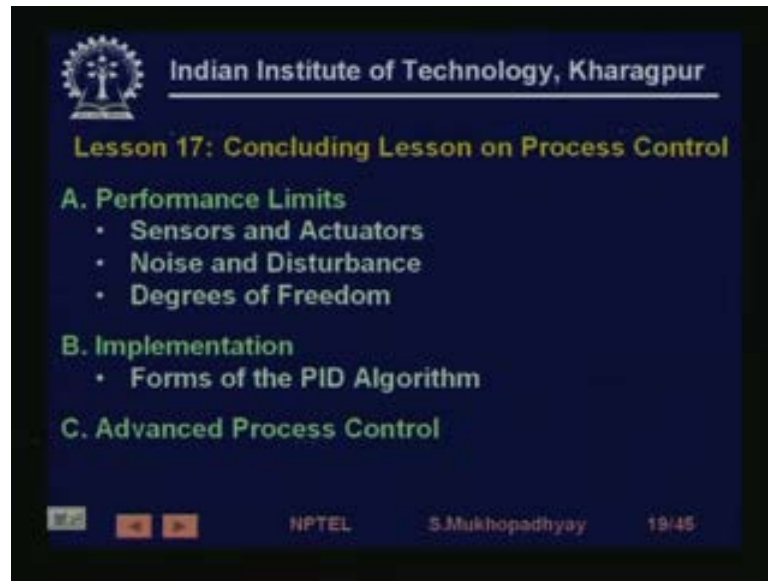 Indian Institute of Technology, Kharagpur
Lesson 17: Concluding Lesson on Process Control
A. Performance Limits
• Sensors and Actuators
• Noise and Disturbance
• Degrees of Freedom
B. Implementation
• Forms of the PID Algorithm
C. Advanced Process Control
NPTEL S.Mukhopadhyay 19/45